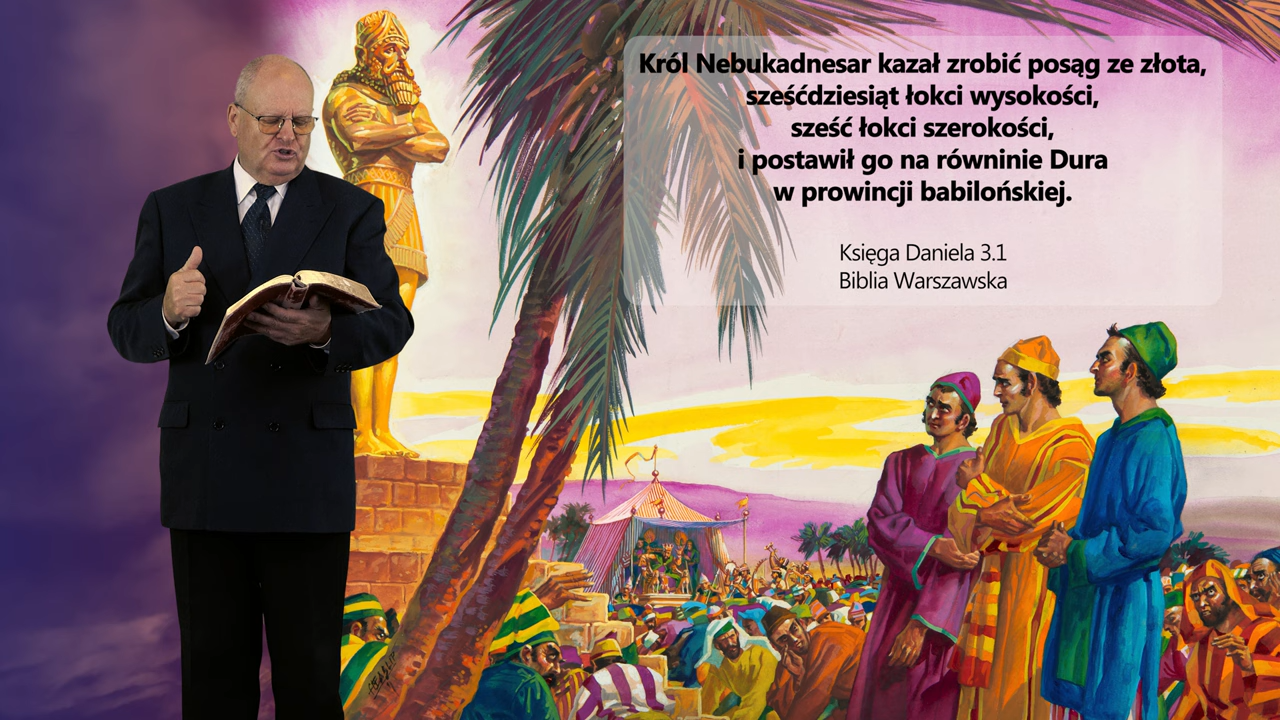 Król Nebukadnesar kazał zrobić posąg ze złota,
sześćdziesiąt łokci wysokości,
sześć łokci szerokości,
i postawił go na równinie Dura
w prowincji babilońskiej.
Księga Daniela 3.1
Biblia Warszawska